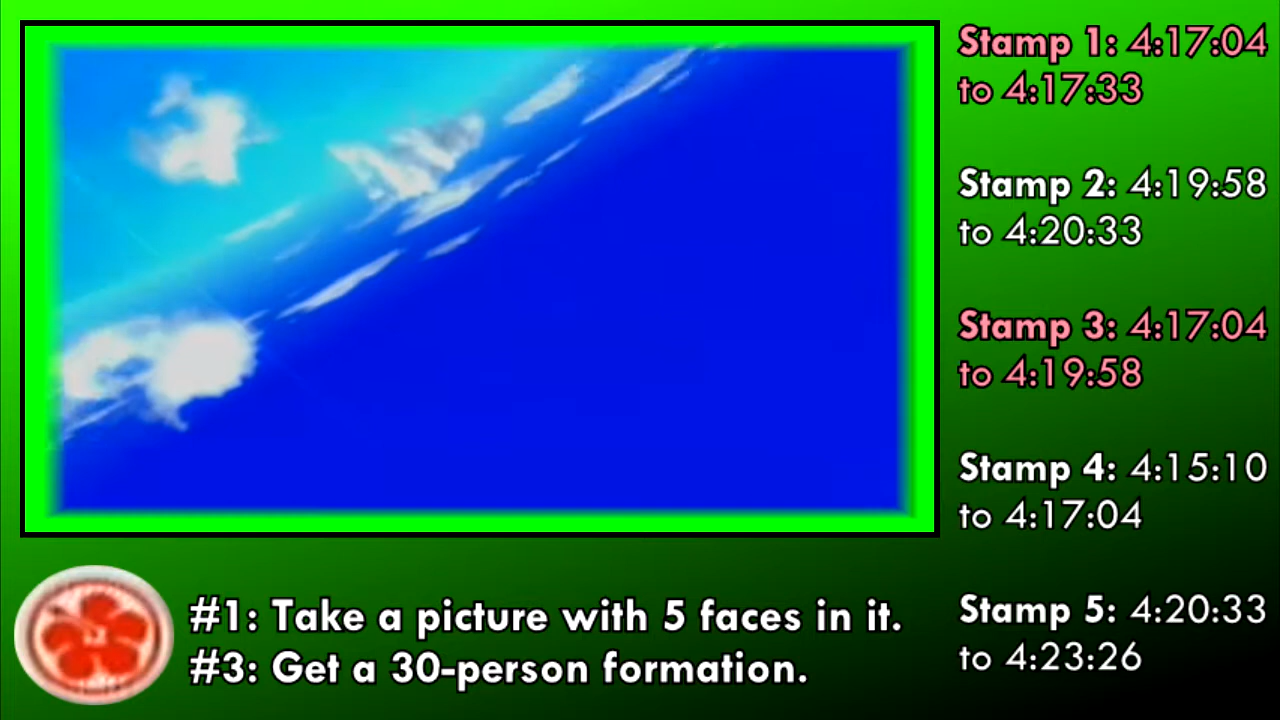 Stamp 1: 4:17:04
to 4:17:33
Stamp 2: 4:19:58
to 4:20:33
Stamp 3: 4:17:04
to 4:19:58
Stamp 4: 4:15:10
to 4:17:04
Stamp 5: 4:20:33
to 4:23:26
#1: Take a picture with 5 faces in it.
#3: Get a 30-person formation.